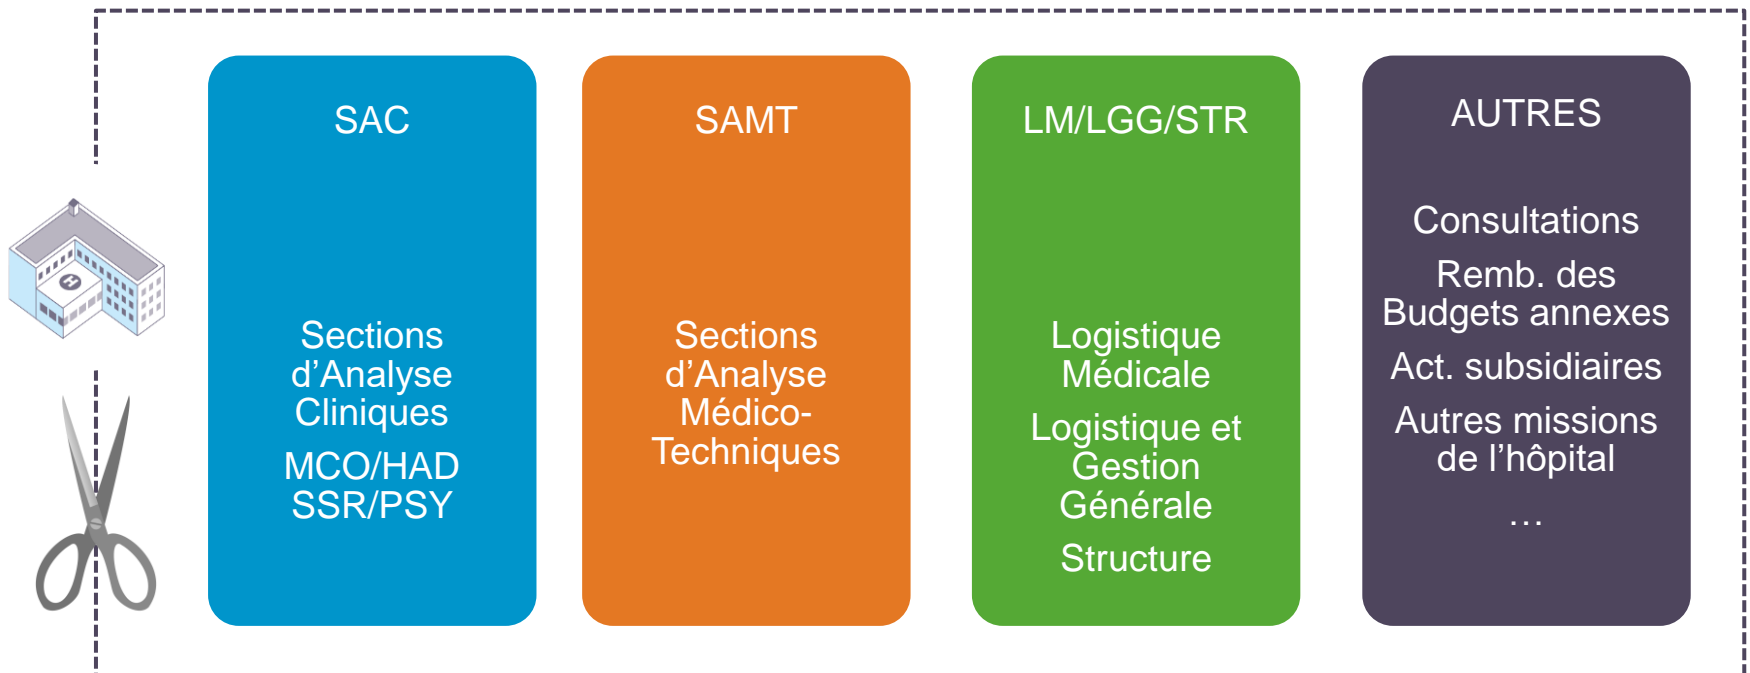 SAC
Sections
d’Analyse
Cliniques
MCO/HAD
SSR/PSY
SAMT
Sections
d’Analyse
Médico-
Techniques
LM/LGG/STR
Logistique
Médicale
Logistique et
Gestion
Générale
Structure
AUTRES
Consultations
Remb. des
Budgets annexes
Act. subsidiaires
Autres missions
de l’hôpital
…
H